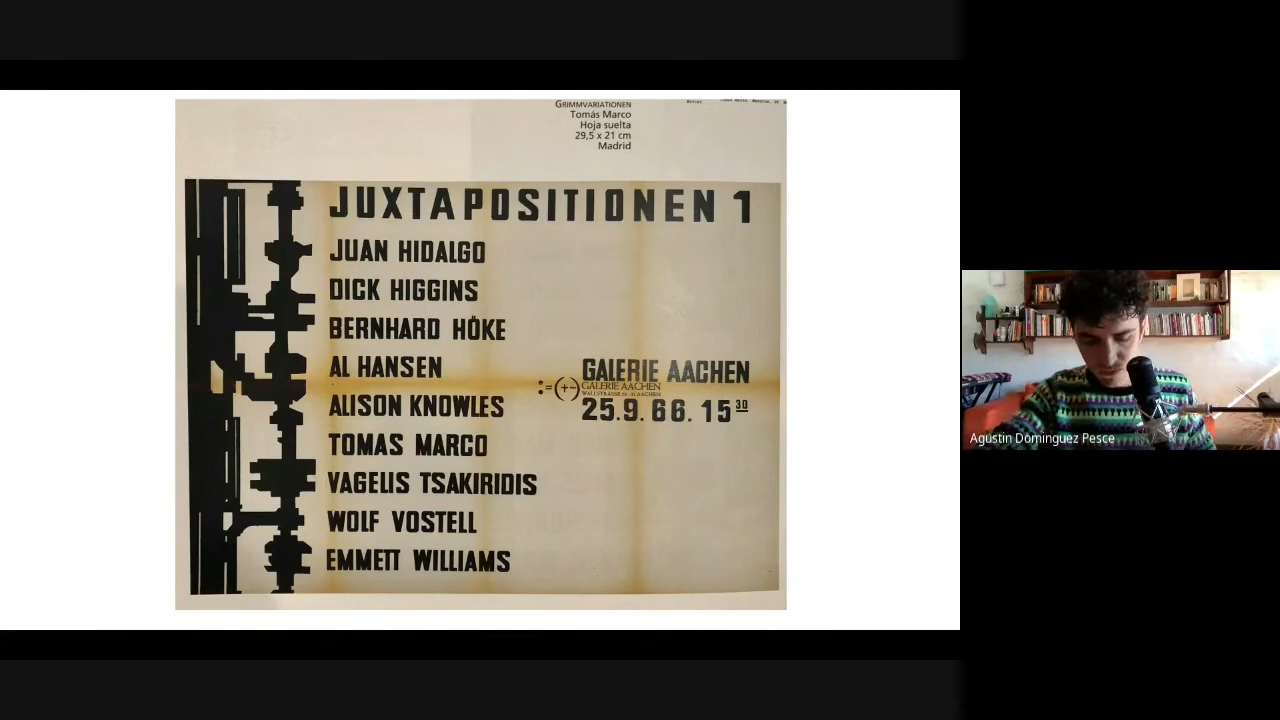 GRIMMVARIATIONEN
Tomás Marco
Hoja suelta
29,5 x 21 cm
Madrid
JUXTAPOSITIONEN 1
JUAN HIDALGO
DICK HIGGINS
BERNHARD HÖKE
AL HANSEN
ALISON KNOWLES
TOMAS MARCO
VAGELIS TSAKIRIDIS
WOLF VOSTELL
EMMETT WILLIAMS
GALERIE AACHEN
:=(+-) GALERIE AACHEN
25.9.66. 15 30
Agustín Domínguez Pesce